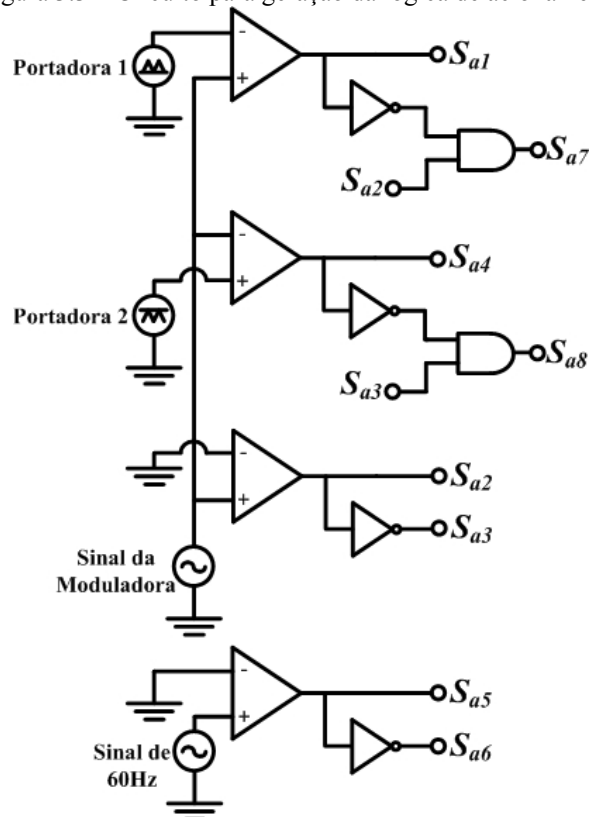 Portadora 1
-
+
Sa1
Sa2
Sa7
-
+
Sa4
Portadora 2
Sa3
Sa8
-
+
Sa2
Sa3
Sinal da
Moduladora
-
+
Sa5
Sinal de
60Hz
Sa6